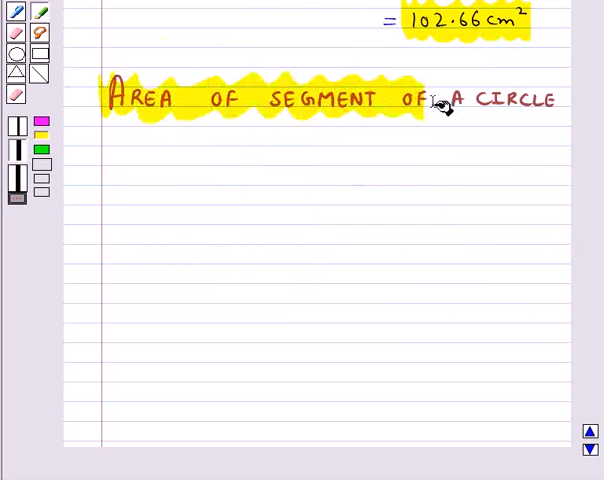 = 102.66 cm²
AREA OF SEGMENT OF A CIRCLE